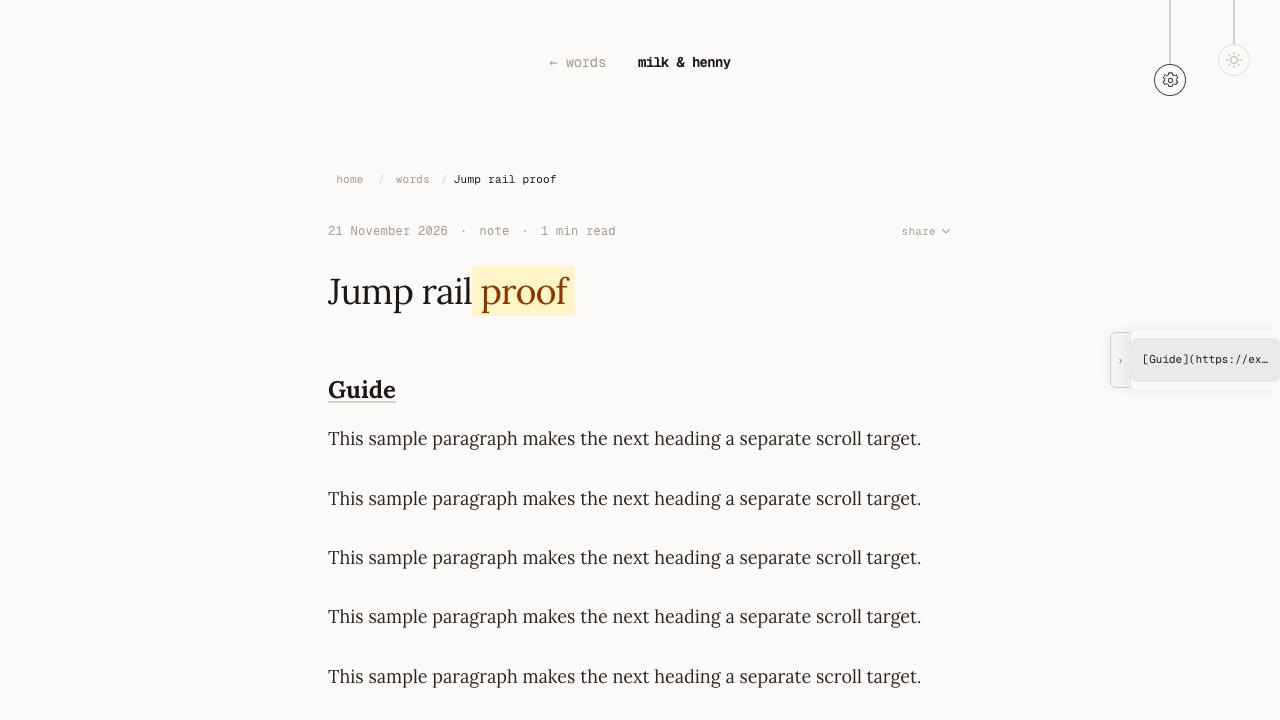 ← words milk & henny
home / words / Jump rail proof
21 November 2026 · note · 1 min read share
Jump rail proof
› [Guide](https://ex…
Guide
This sample paragraph makes the next heading a separate scroll target.
This sample paragraph makes the next heading a separate scroll target.
This sample paragraph makes the next heading a separate scroll target.
This sample paragraph makes the next heading a separate scroll target.
This sample paragraph makes the next heading a separate scroll target.